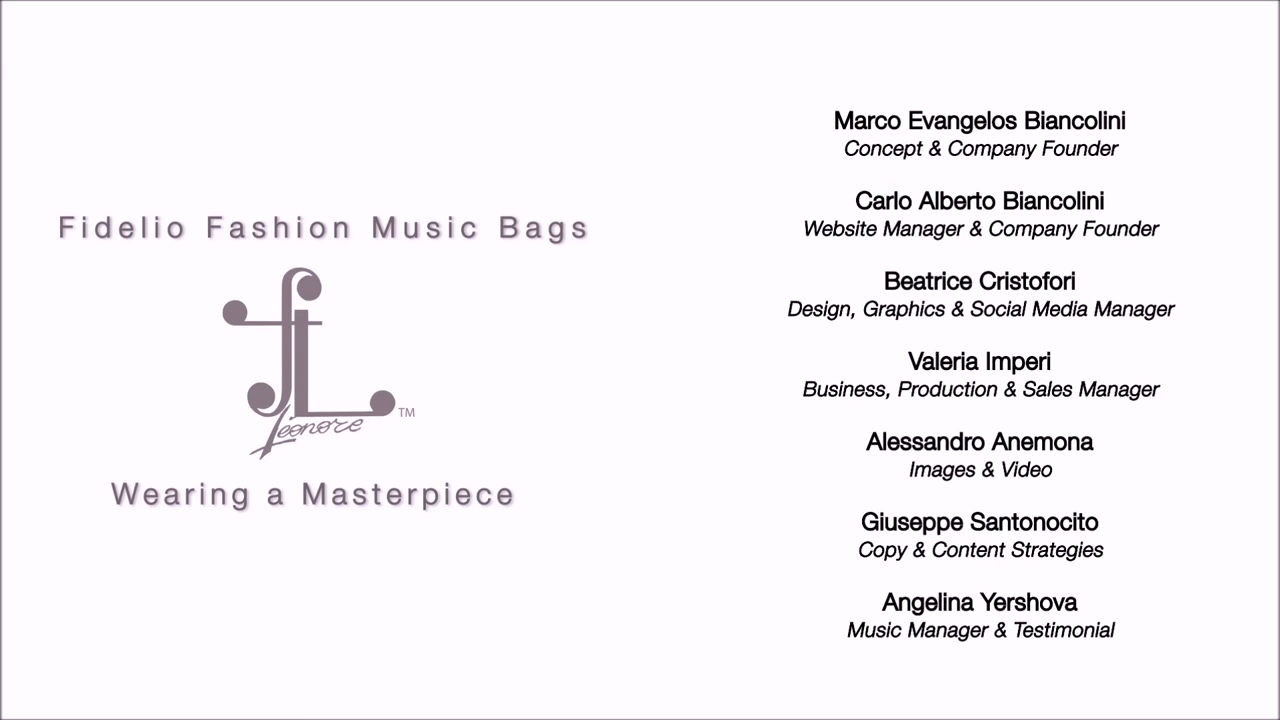 Fidelio Fashion Music Bags
fL
Leonore
TM
Wearing a Masterpiece
Marco Evangelos Biancolini
Concept & Company Founder
Carlo Alberto Biancolini
Website Manager & Company Founder
Beatrice Cristofori
Design, Graphics & Social Media Manager
Valeria Imperi
Business, Production & Sales Manager
Alessandro Anemona
Images & Video
Giuseppe Santonocito
Copy & Content Strategies
Angelina Yershova
Music Manager & Testimonial